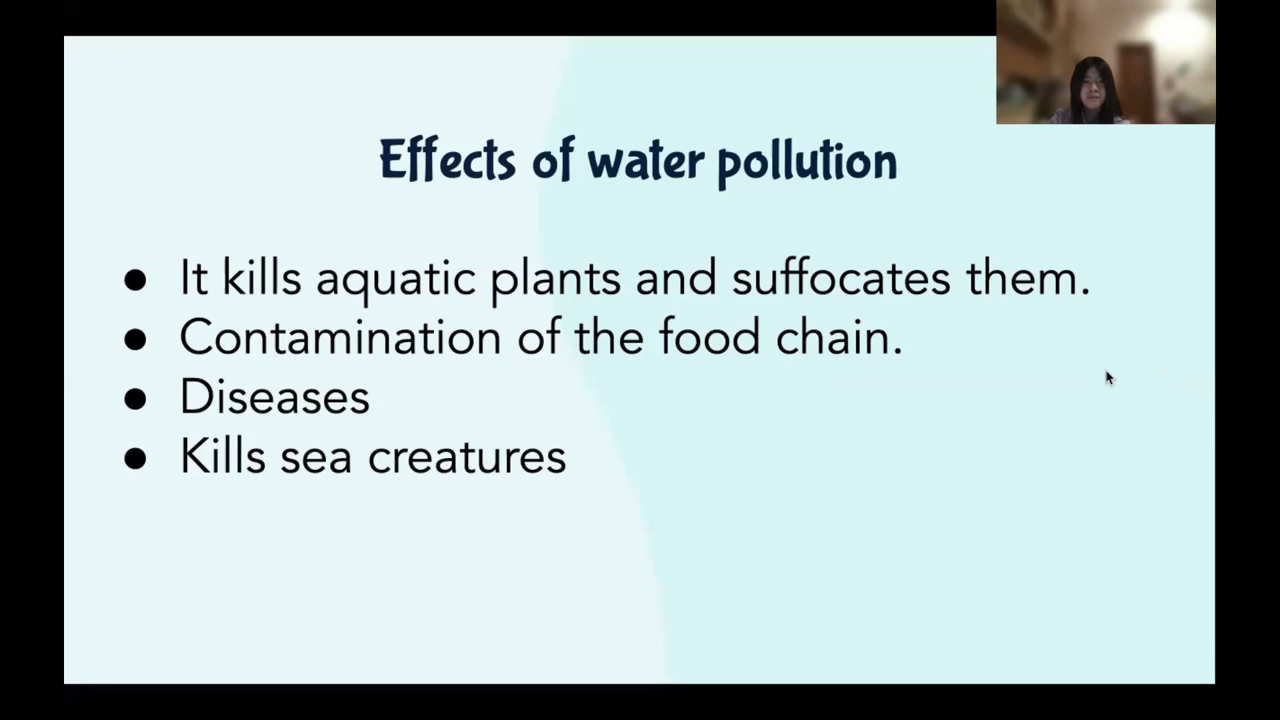 Effects of water pollution
● It kills aquatic plants and suffocates them.
● Contamination of the food chain.
● Diseases
● Kills sea creatures